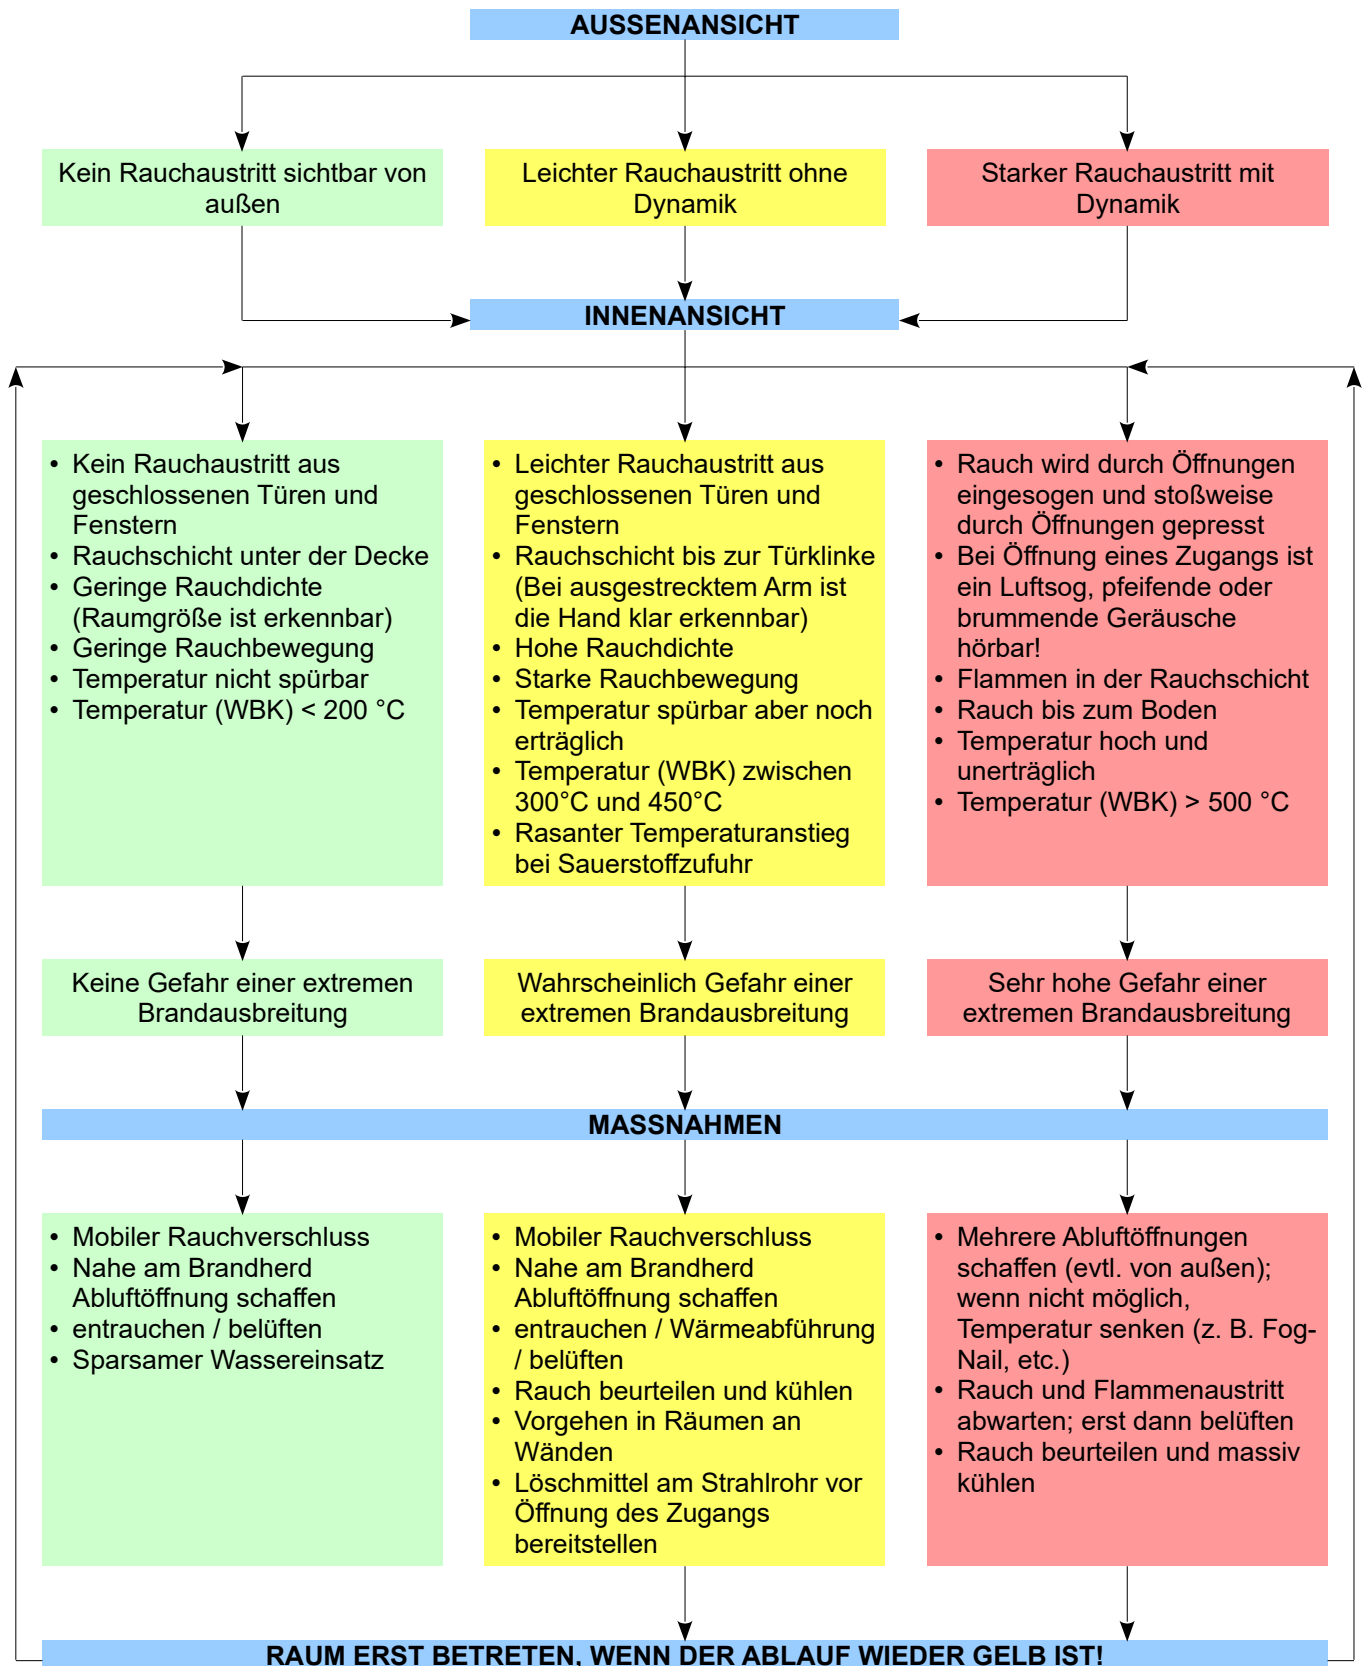 AUSSENANSICHT
Kein Rauchaustritt sichtbar von
außen
Leichter Rauchaustritt ohne
Dynamik
Starker Rauchaustritt mit
Dynamik
INNENANSICHT
• Kein Rauchaustritt aus
geschlossenen Türen und
Fenstern
• Rauchschicht unter der Decke
• Geringe Rauchdichte
(Raumgröße ist erkennbar)
• Geringe Rauchbewegung
• Temperatur nicht spürbar
• Temperatur (WBK) < 200 °C
• Leichter Rauchaustritt aus
geschlossenen Türen und
Fenstern
• Rauchschicht bis zur Türklinke
(Bei ausgestrecktem Arm ist
die Hand klar erkennbar)
• Hohe Rauchdichte
• Starke Rauchbewegung
• Temperatur spürbar aber noch
erträglich
• Temperatur (WBK) zwischen
300°C und 450°C
• Rasanter Temperaturanstieg
bei Sauerstoffzufuhr
• Rauch wird durch Öffnungen
eingesogen und stoßweise
durch Öffnungen gepresst
• Bei Öffnung eines Zugangs ist
ein Luftsog, pfeifende oder
brummende Geräusche
hörbar!
• Flammen in der Rauchschicht
• Rauch bis zum Boden
• Temperatur hoch und
unerträglich
• Temperatur (WBK) > 500 °C
Keine Gefahr einer extremen
Brandausbreitung
Wahrscheinlich Gefahr einer
extremen Brandausbreitung
Sehr hohe Gefahr einer
extremen Brandausbreitung
MASSNAHMEN
• Mobiler Rauchverschluss
• Nahe am Brandherd
Abluftöffnung schaffen
• entrauchen / belüften
• Sparsamer Wassereinsatz
• Mobiler Rauchverschluss
• Nahe am Brandherd
Abluftöffnung schaffen
• entrauchen / Wärmeabführung
/ belüften
• Rauch beurteilen und kühlen
• Vorgehen in Räumen an
Wänden
• Löschmittel am Strahlrohr vor
Öffnung des Zugangs
bereitstellen
• Mehrere Abluftöffnungen
schaffen (evtl. von außen);
wenn nicht möglich,
Temperatur senken (z. B. Fog-
Nail, etc.)
• Rauch und Flammenaustritt
abwarten; erst dann belüften
• Rauch beurteilen und massiv
kühlen
RAUM ERST BETRETEN, WENN DER ABLAUF WIEDER GELB IST!